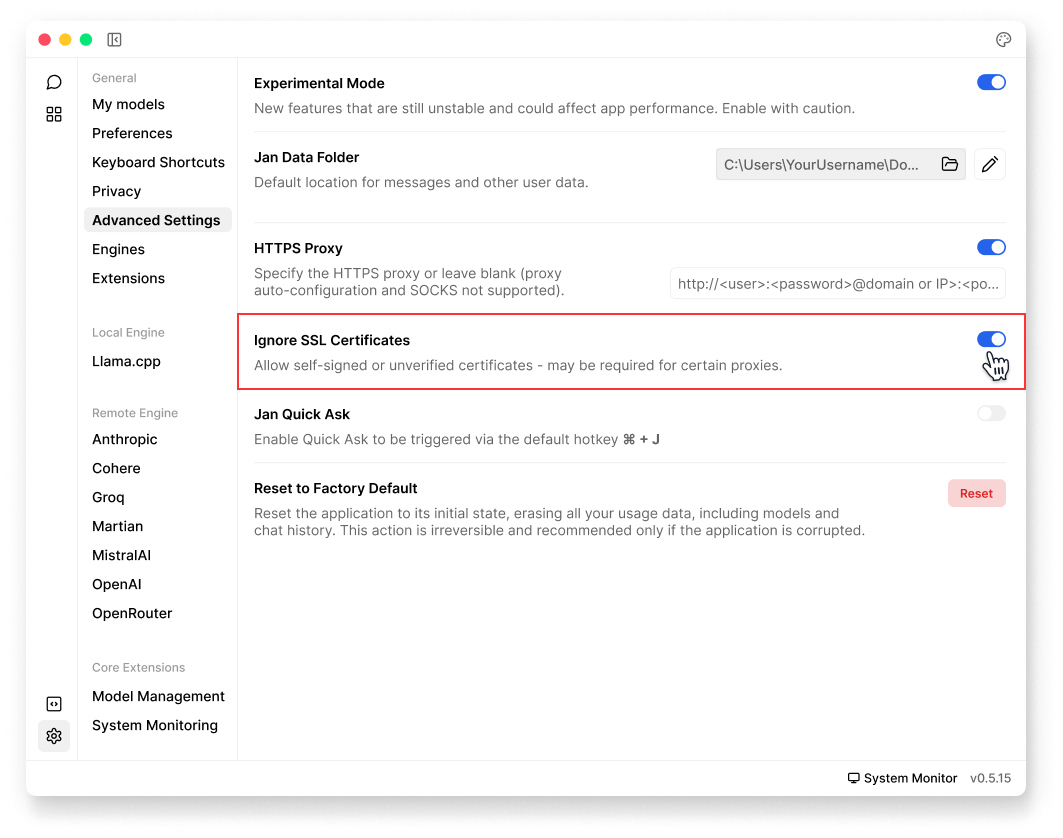 General
My models
Preferences
Keyboard Shortcuts
Privacy
Advanced Settings
Engines
Extensions
Local Engine
Llama.cpp
Remote Engine
Anthropic
Cohere
Groq
Martian
MistralAI
OpenAI
OpenRouter
Core Extensions
Model Management
System Monitoring
Experimental Mode
New features that are still unstable and could affect app performance. Enable with caution.
Jan Data Folder
Default location for messages and other user data.
C:\Users\YourUsername\Do...
HTTPS Proxy
Specify the HTTPS proxy or leave blank (proxy
auto-configuration and SOCKS not supported).
http://<user>:<password>@domain or IP>:<po...
Ignore SSL Certificates
Allow self-signed or unverified certificates - may be required for certain proxies.
Jan Quick Ask
Enable Quick Ask to be triggered via the default hotkey ⌘ + J
Reset to Factory Default
Reset the application to its initial state, erasing all your usage data, including models and
chat history. This action is irreversible and recommended only if the application is corrupted.
Reset
System Monitor v0.5.15